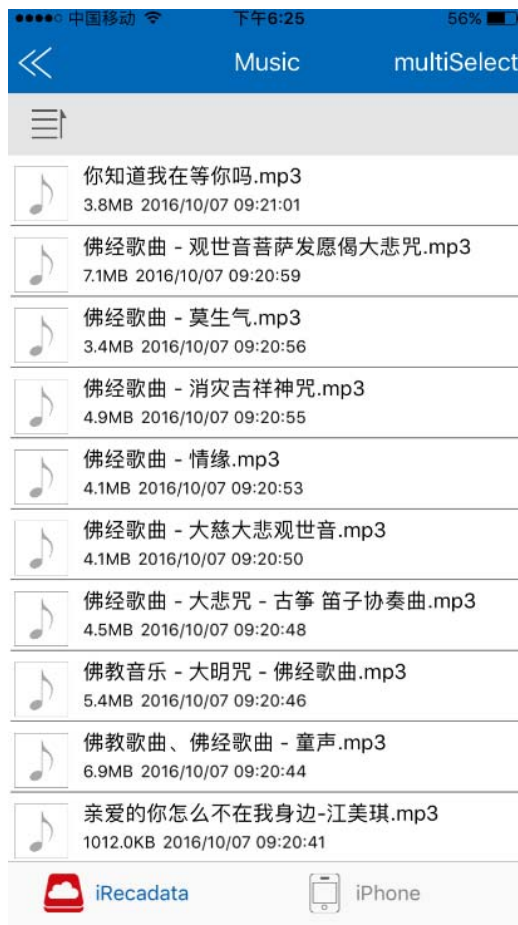 中国移动 下午6:25 56%
Music multiSelect
你知道我在等你吗.mp3
3.8MB 2016/10/07 09:21:01
佛经歌曲 - 观世音菩萨发愿偈大悲咒.mp3
7.1MB 2016/10/07 09:20:59
佛经歌曲 - 莫生气.mp3
3.4MB 2016/10/07 09:20:56
佛经歌曲 - 消灾吉祥神咒.mp3
4.9MB 2016/10/07 09:20:55
佛经歌曲 - 情缘.mp3
4.1MB 2016/10/07 09:20:53
佛经歌曲 - 大慈大悲观世音.mp3
4.1MB 2016/10/07 09:20:50
佛经歌曲 - 大悲咒 - 古筝 笛子协奏曲.mp3
4.5MB 2016/10/07 09:20:48
佛教音乐 - 大明咒 - 佛经歌曲.mp3
5.4MB 2016/10/07 09:20:46
佛教歌曲、佛经歌曲 - 童声.mp3
6.9MB 2016/10/07 09:20:44
亲爱的你怎么不在我身边-江美琪.mp3
1012.0KB 2016/10/07 09:20:41
iRecadata iPhone